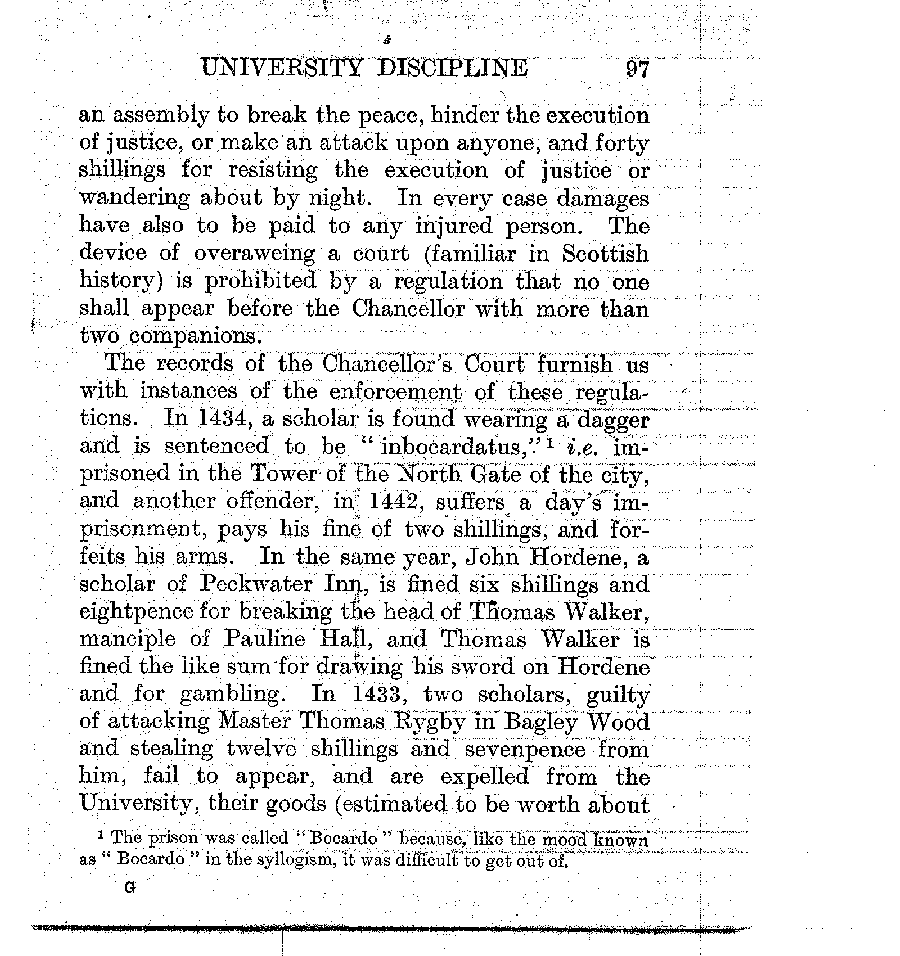 UNIVERSITY DISCIPLINE 97
an assembly to break the peace, hinder the execution
of justice, or make an attack upon anyone, and forty
shillings for resisting the execution of justice or
wandering about by night. In every case damages
have also to be paid to any injured person. The
device of overaweing a court (familiar in Scottish
history) is prohibited by a regulation that no one
shall appear before the Chancellor with more than
two companions.
The records of the Chancellor's Court furnish us
with instances of the enforcement of these regula-
tions. In 1434, a scholar is found wearing a dagger
and is sentenced to be "inbocardatus,"¹ i.e. im-
prisoned in the Tower of the North Gate of the city,
and another offender, in 1442, suffers a day's im-
prisonment, pays his fine of two shillings, and for-
feits his arms. In the same year, John Hordene, a
scholar of Peckwater Inn, is fined six shillings and
eightpence for breaking the head of Thomas Walker,
manciple of Pauline Hall, and Thomas Walker is
fined the like sum for drawing his sword on Hordene
and for gambling. In 1433, two scholars, guilty
of attacking Master Thomas Rygby in Bagley Wood
and stealing twelve shillings and sevenpence from
him, fail to appear, and are expelled from the
University, their goods (estimated to be worth about
¹ The prison was called "Bocardo" because, like the mood known
as "Bocardo" in the syllogism, it was difficult to get out of.
G